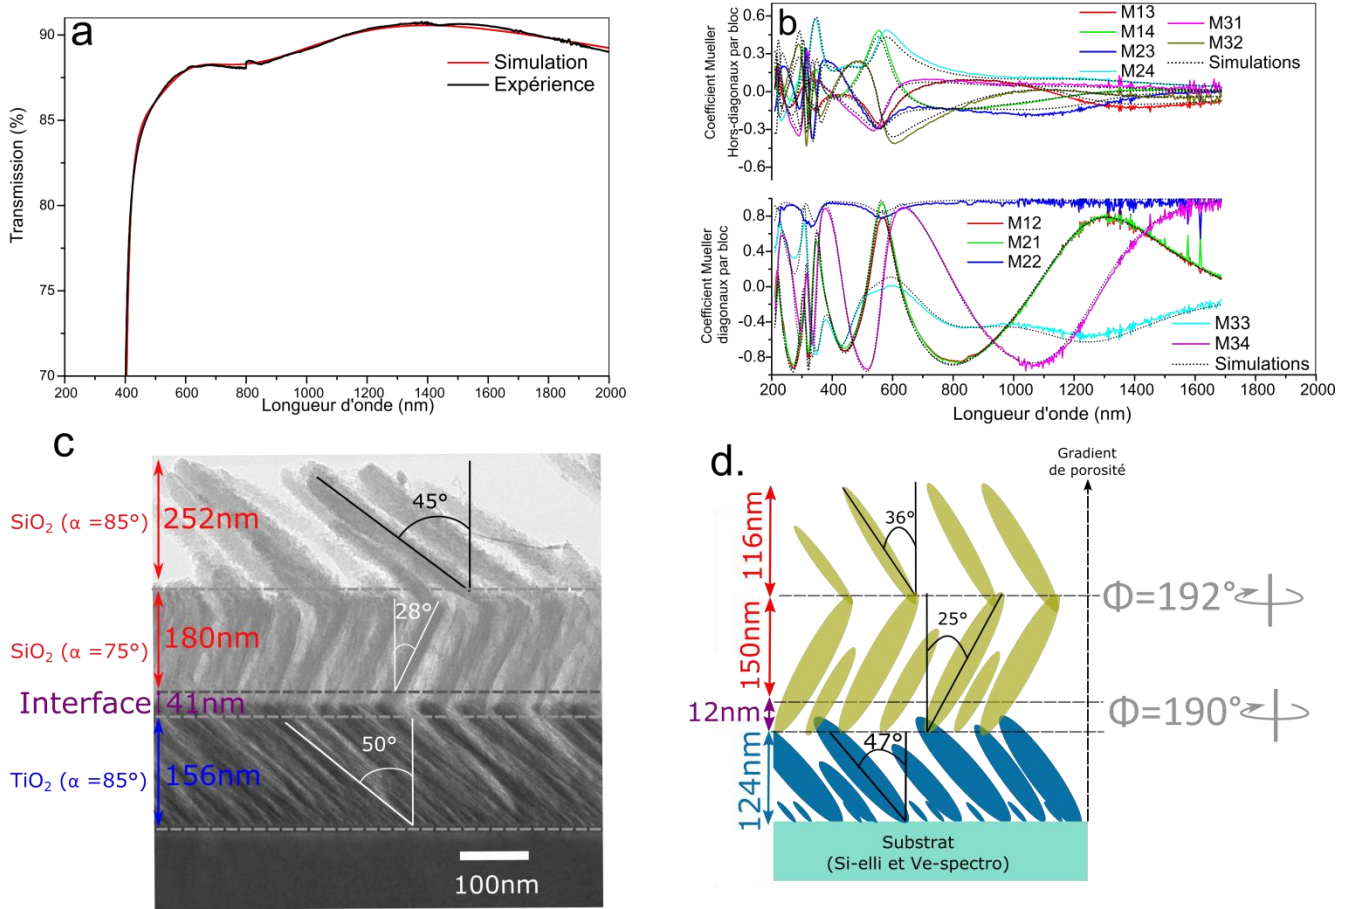 a
Transmission (%)
90
85
80
75
70
Simulation
Expérience
200 400 600 800 1000 1200 1400 1600 1800 2000
Longueur d'onde (nm)
b
Coefficient Mueller
Hors-diagonaux par bloc
0.6
0.3
0.0
-0.3
-0.6
M13
M14
M23
M24
M31
M32
Simulations
Coefficient Mueller
diagonaux par bloc
0.8
0.4
0.0
-0.4
-0.8
M12
M21
M22
M33
M34
Simulations
200 400 600 800 1000 1200 1400 1600 1800 2000
Longueur d'onde (nm)
c
SiO2 (α =85°)
252nm
45°
SiO2 (α =75°)
180nm
28°
Interface
41nm
TiO2 (α =85°)
156nm
50°
100nm
d.
Gradient
de porosité
116nm
36°
Φ=192°
150nm
25°
12nm
Φ=190°
124nm
47°
Substrat
(Si-elli et Ve-spectro)